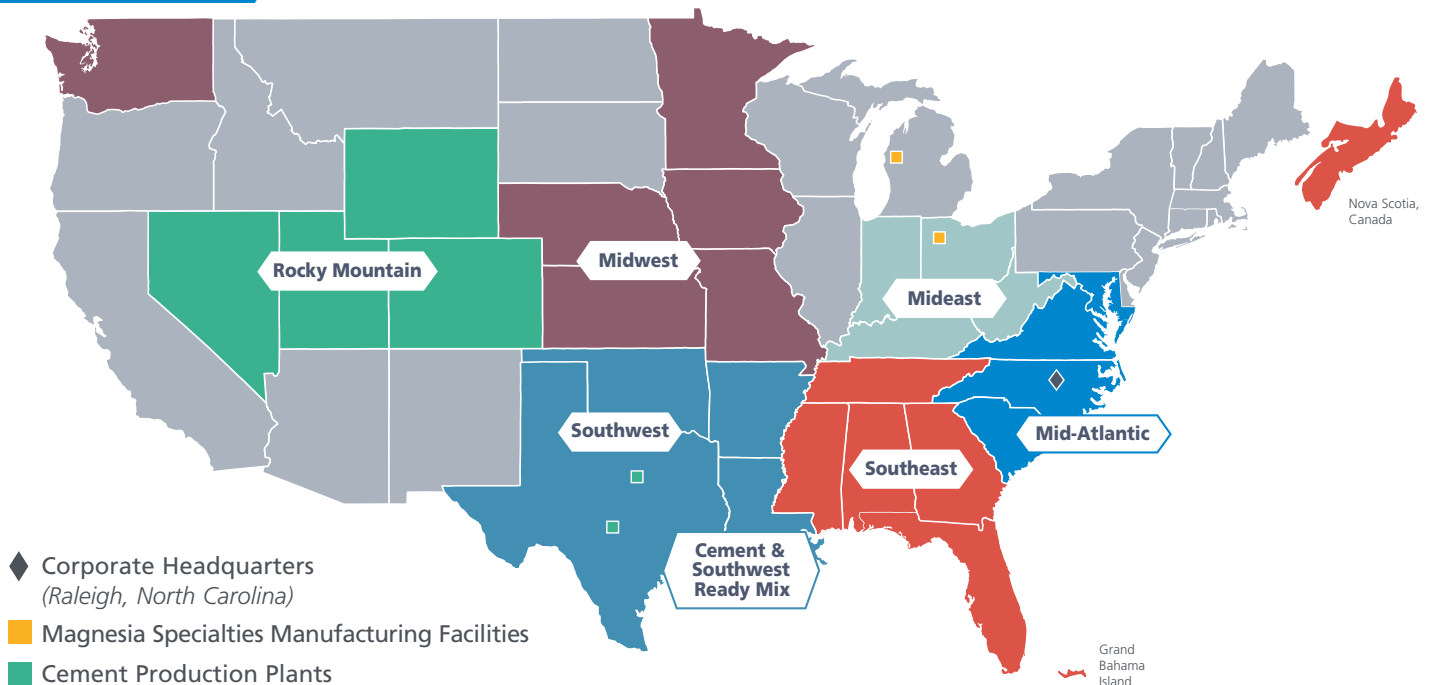 Nova Scotia,
Canada
Rocky Mountain
Midwest
Mideast
Southwest
Mid-Atlantic
Southeast
Cement &
Southwest
Ready Mix
Corporate Headquarters
(Raleigh, North Carolina)
Magnesia Specialties Manufacturing Facilities
Cement Production Plants
Grand
Bahama
Island